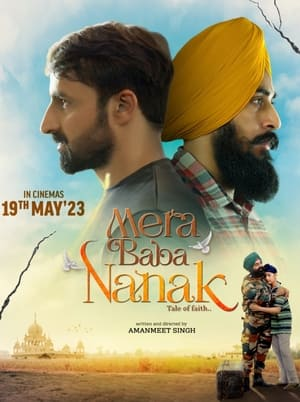 IN CINEMAS
19TH MAY'23
Mera
Baba
Nanak
Tale of faith..
written and directed by
AMANMEET SINGH